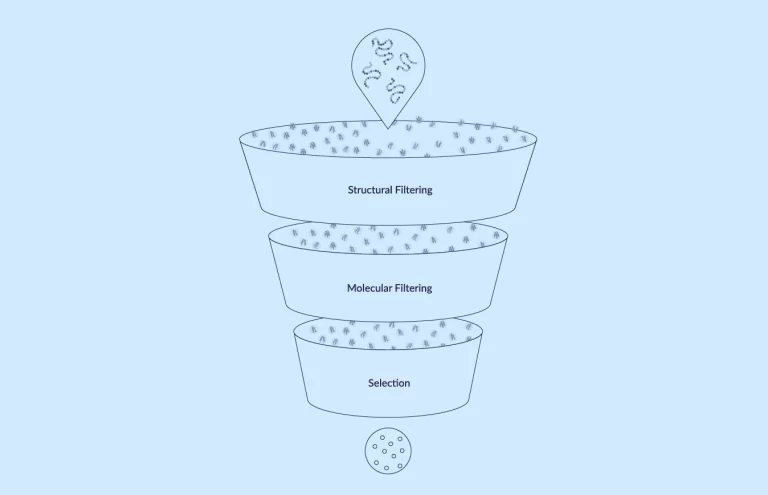 Structural Filtering
Molecular Filtering
Selection